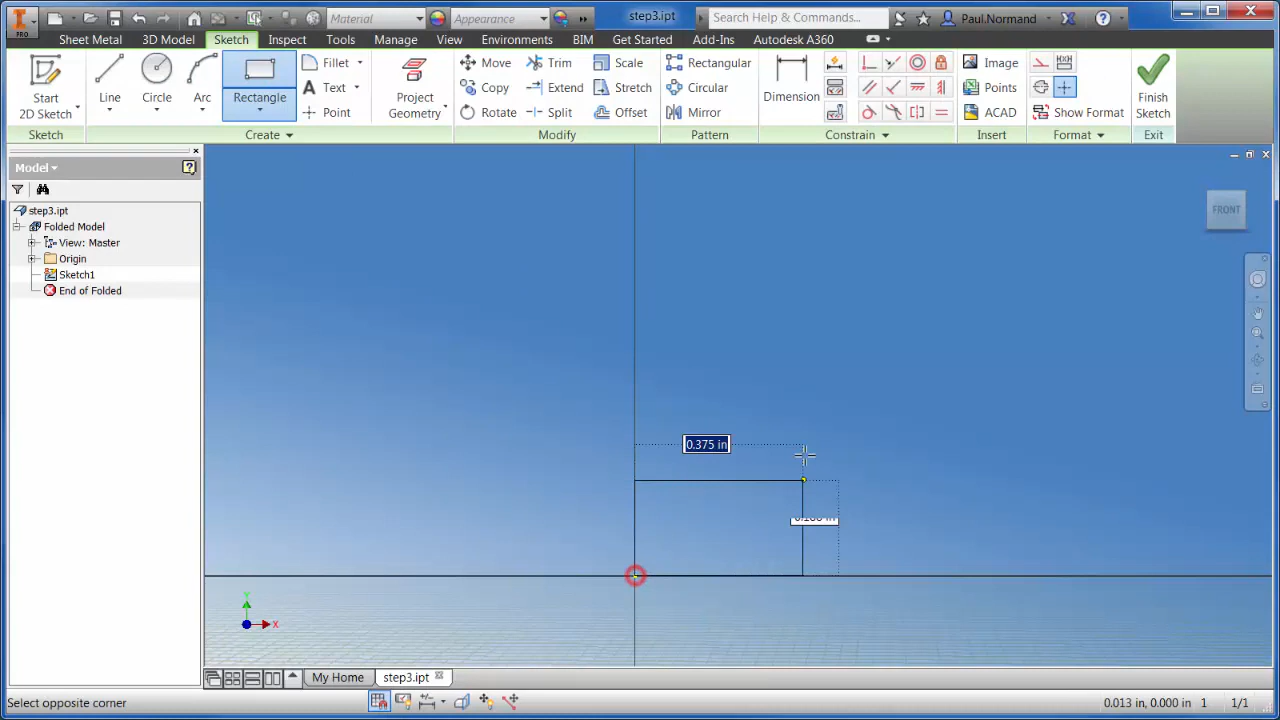 Material
Appearance
step3.ipt
Search Help & Commands...
Paul.Normand
PRO
Sheet Metal
3D Model
Sketch
Inspect
Tools
Manage
View
Environments
BIM
Get Started
Add-Ins
Autodesk A360
Start
2D Sketch
Line
Circle
Arc
Rectangle
Fillet
Text
Point
Project
Geometry
Move
Copy
Rotate
Trim
Extend
Split
Scale
Stretch
Offset
Rectangular
Circular
Mirror
Dimension
Image
Points
ACAD
Show Format
Finish
Sketch
Sketch
Create
Modify
Pattern
Constrain
Insert
Format
Exit
Model
step3.ipt
Folded Model
View: Master
Origin
Sketch1
End of Folded
FRONT
0.375 in
Y
X
My Home
step3.ipt
Select opposite corner
0.013 in, 0.000 in 1
1/1